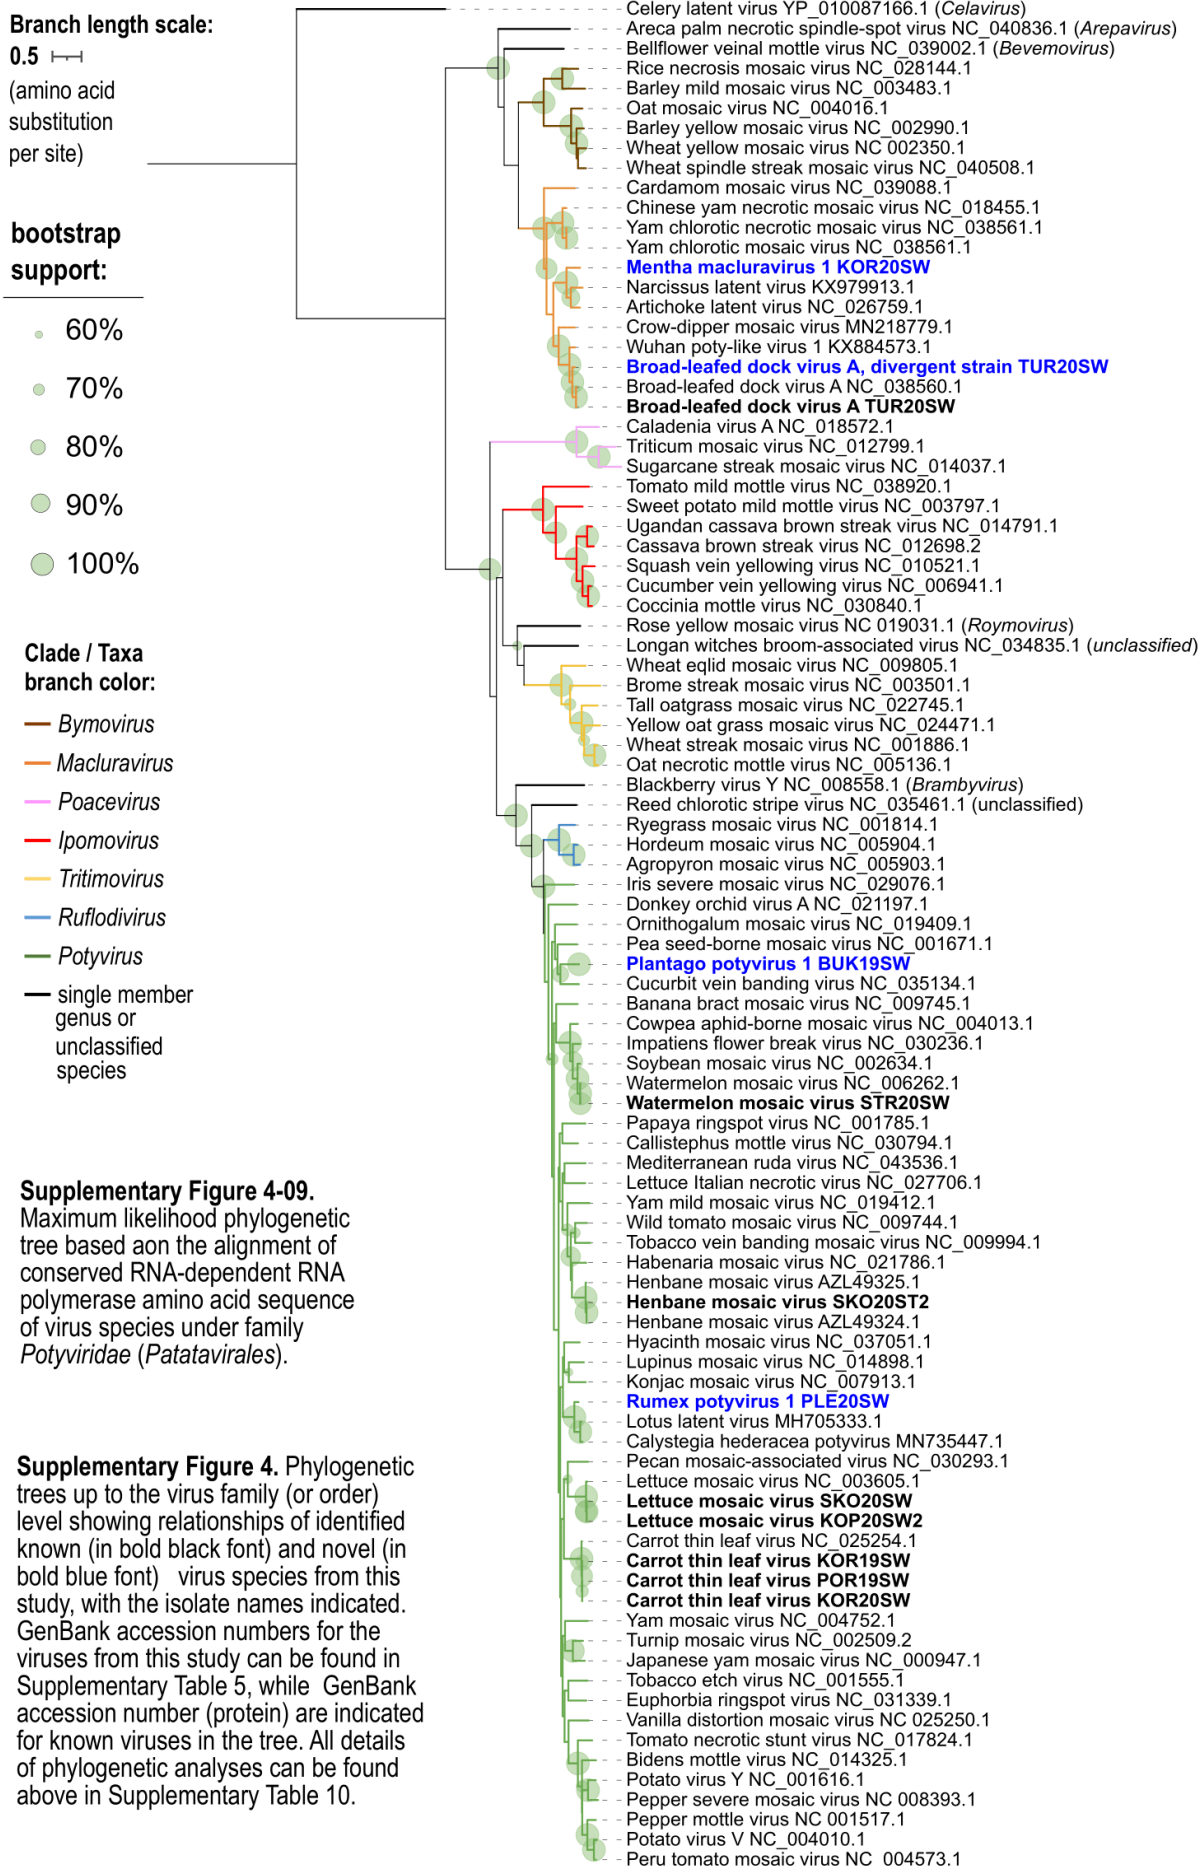 Branch length scale:
0.5
(amino acid
substitution
per site)
bootstrap
support:
60%
70%
80%
90%
100%
Clade / Taxa
branch color:
Bymovirus
Macluravirus
Poacevirus
Ipomovirus
Tritimovirus
Ruflodivirus
Potyvirus
single member
genus or
unclassified
species
Supplementary Figure 4-09.
Maximum likelihood phylogenetic
tree based aon the alignment of
conserved RNA-dependent RNA
polymerase amino acid sequence
of virus species under family
Potyviridae (Patatavirales).
Supplementary Figure 4. Phylogenetic
trees up to the virus family (or order)
level showing relationships of identified
known (in bold black font) and novel (in
bold blue font) virus species from this
study, with the isolate names indicated.
GenBank accession numbers for the
viruses from this study can be found in
Supplementary Table 5, while GenBank
accession number (protein) are indicated
for known viruses in the tree. All details
of phylogenetic analyses can be found
above in Supplementary Table 10.
Celery latent virus YP_010087166.1 (Celavirus)
Areca palm necrotic spindle-spot virus NC_040836.1 (Arepavirus)
Bellflower veinal mottle virus NC_039002.1 (Bevemovirus)
Rice necrosis mosaic virus NC_028144.1
Barley mild mosaic virus NC_003483.1
Oat mosaic virus NC_004016.1
Barley yellow mosaic virus NC_002990.1
Wheat yellow mosaic virus NC 002350.1
Wheat spindle streak mosaic virus NC_040508.1
Cardamom mosaic virus NC_039088.1
Chinese yam necrotic mosaic virus NC_018455.1
Yam chlorotic necrotic mosaic virus NC_038561.1
Yam chlorotic mosaic virus NC_038561.1
Mentha macluravirus 1 KOR20SW
Narcissus latent virus KX979913.1
Artichoke latent virus NC_026759.1
Crow-dipper mosaic virus MN218779.1
Wuhan poty-like virus 1 KX884573.1
Broad-leafed dock virus A, divergent strain TUR20SW
Broad-leafed dock virus A NC_038560.1
Broad-leafed dock virus A TUR20SW
Caladenia virus A NC_018572.1
Triticum mosaic virus NC_012799.1
Sugarcane streak mosaic virus NC_014037.1
Tomato mild mottle virus NC_038920.1
Sweet potato mild mottle virus NC_003797.1
Ugandan cassava brown streak virus NC_014791.1
Cassava brown streak virus NC_012698.2
Squash vein yellowing virus NC_010521.1
Cucumber vein yellowing virus NC_006941.1
Coccinia mottle virus NC_030840.1
Rose yellow mosaic virus NC 019031.1 (Roymovirus)
Longan witches broom-associated virus NC_034835.1 (unclassified)
Wheat eqlid mosaic virus NC_009805.1
Brome streak mosaic virus NC_003501.1
Tall oatgrass mosaic virus NC_022745.1
Yellow oat grass mosaic virus NC_024471.1
Wheat streak mosaic virus NC_001886.1
Oat necrotic mottle virus NC_005136.1
Blackberry virus Y NC_008558.1 (Brambyvirus)
Reed chlorotic stripe virus NC_035461.1 (unclassified)
Ryegrass mosaic virus NC_001814.1
Hordeum mosaic virus NC_005904.1
Agropyron mosaic virus NC_005903.1
Iris severe mosaic virus NC_029076.1
Donkey orchid virus A NC_021197.1
Ornithogalum mosaic virus NC_019409.1
Pea seed-borne mosaic virus NC_001671.1
Plantago potyvirus 1 BUK19SW
Cucurbit vein banding virus NC_035134.1
Banana bract mosaic virus NC_009745.1
Cowpea aphid-borne mosaic virus NC_004013.1
Impatiens flower break virus NC_030236.1
Soybean mosaic virus NC_002634.1
Watermelon mosaic virus NC_006262.1
Watermelon mosaic virus STR20SW
Papaya ringspot virus NC_001785.1
Callistephus mottle virus NC_030794.1
Mediterranean ruda virus NC_043536.1
Lettuce Italian necrotic virus NC_027706.1
Yam mild mosaic virus NC_019412.1
Wild tomato mosaic virus NC_009744.1
Tobacco vein banding mosaic virus NC_009994.1
Habenaria mosaic virus NC_021786.1
Henbane mosaic virus AZL49325.1
Henbane mosaic virus SKO20ST2
Henbane mosaic virus AZL49324.1
Hyacinth mosaic virus NC_037051.1
Lupinus mosaic virus NC_014898.1
Konjac mosaic virus NC_007913.1
Rumex potyvirus 1 PLE20SW
Lotus latent virus MH705333.1
Calystegia hederacea potyvirus MN735447.1
Pecan mosaic-associated virus NC_030293.1
Lettuce mosaic virus NC_003605.1
Lettuce mosaic virus SKO20SW
Lettuce mosaic virus KOP20SW2
Carrot thin leaf virus NC_025254.1
Carrot thin leaf virus KOR19SW
Carrot thin leaf virus POR19SW
Carrot thin leaf virus KOR20SW
Yam mosaic virus NC_004752.1
Turnip mosaic virus NC_002509.2
Japanese yam mosaic virus NC_000947.1
Tobacco etch virus NC_001555.1
Euphorbia ringspot virus NC_031339.1
Vanilla distortion mosaic virus NC 025250.1
Tomato necrotic stunt virus NC_017824.1
Bidens mottle virus NC_014325.1
Potato virus Y NC_001616.1
Pepper severe mosaic virus NC 008393.1
Pepper mottle virus NC 001517.1
Potato virus V NC_004010.1
Peru tomato mosaic virus NC_004573.1